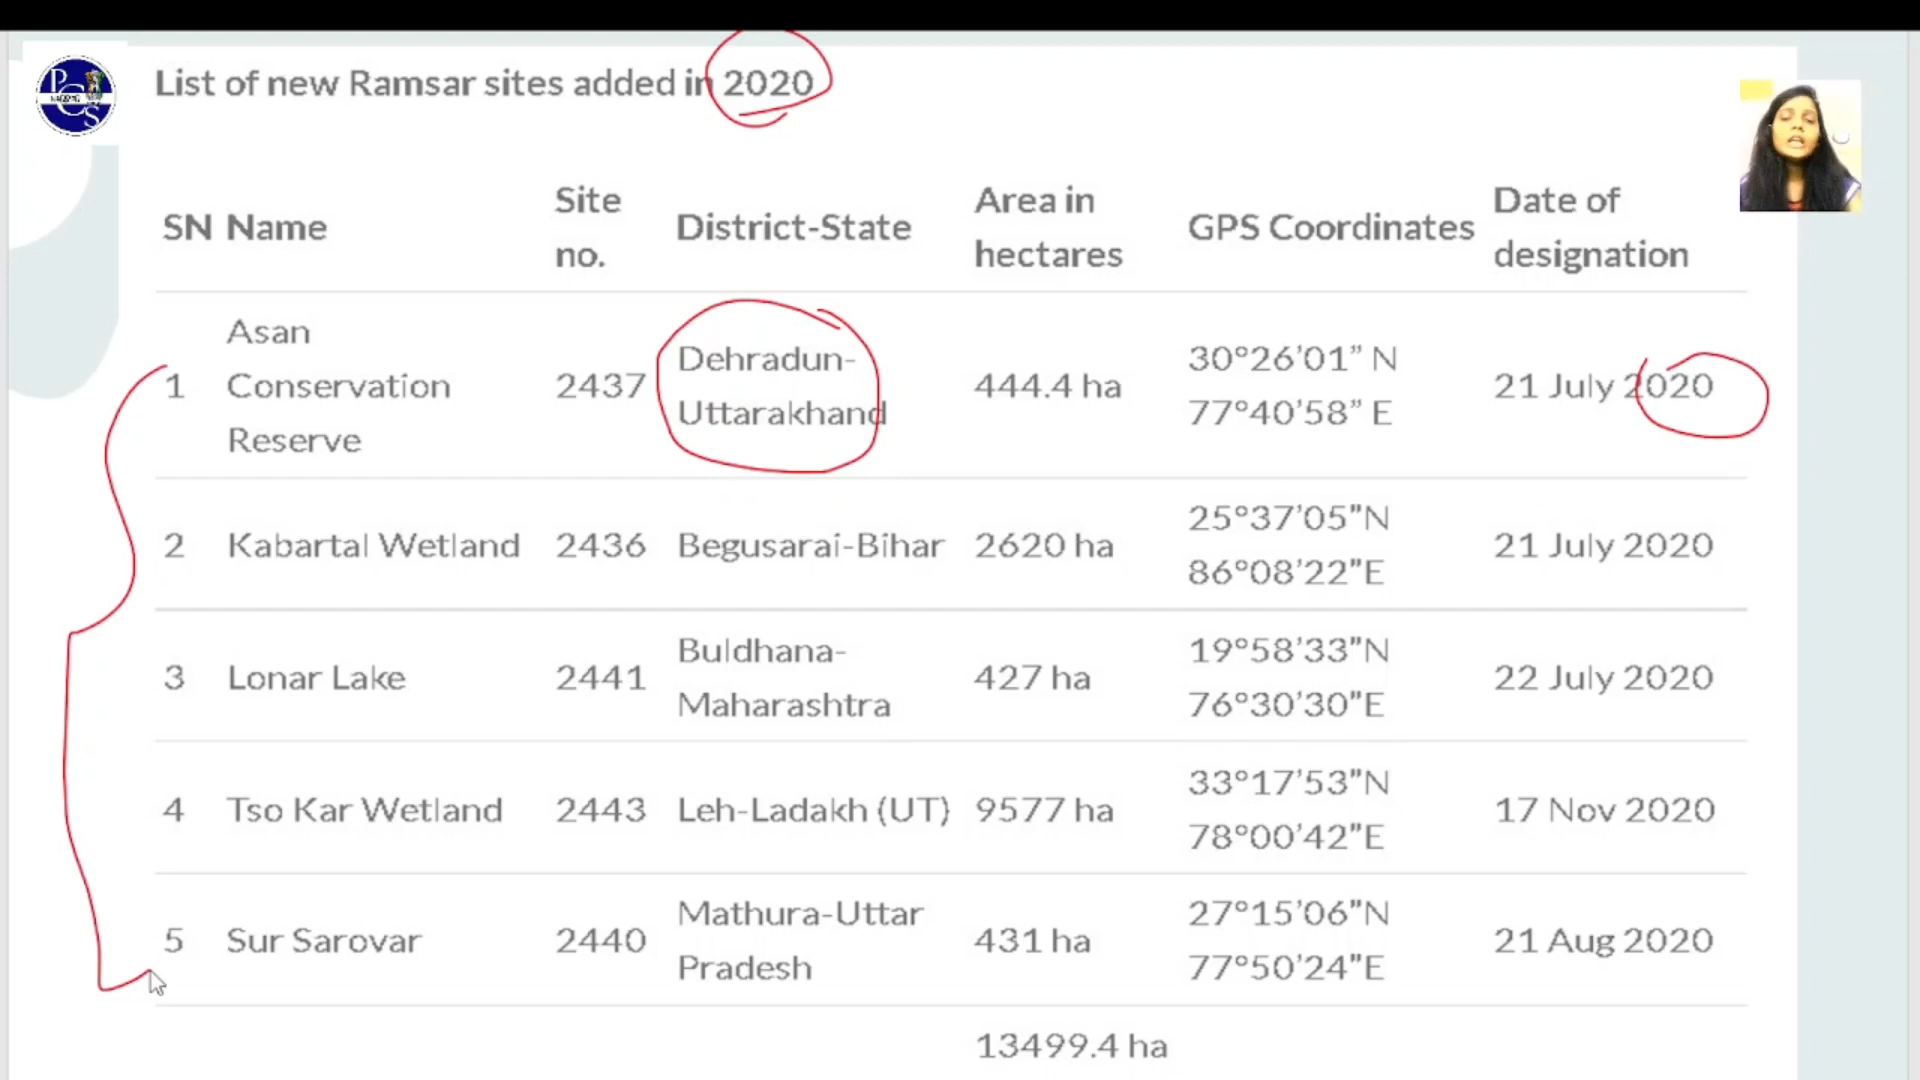 List of new Ramsar sites added in 2020
SN Name Site no. District-State Area in hectares GPS Coordinates Date of designation
1 Asan Conservation Reserve 2437 Dehradun-Uttarakhand 444.4 ha 30°26’01” N 77°40’58” E 21 July 2020
2 Kabartal Wetland 2436 Begusarai-Bihar 2620 ha 25°37’05"N 86°08’22"E 21 July 2020
3 Lonar Lake 2441 Buldhana-Maharashtra 427 ha 19°58’33"N 76°30’30"E 22 July 2020
4 Tso Kar Wetland 2443 Leh-Ladakh (UT) 9577 ha 33°17’53"N 78°00’42"E 17 Nov 2020
5 Sur Sarovar 2440 Mathura-Uttar Pradesh 431 ha 27°15’06"N 77°50’24"E 21 Aug 2020
13499.4 ha
PCS